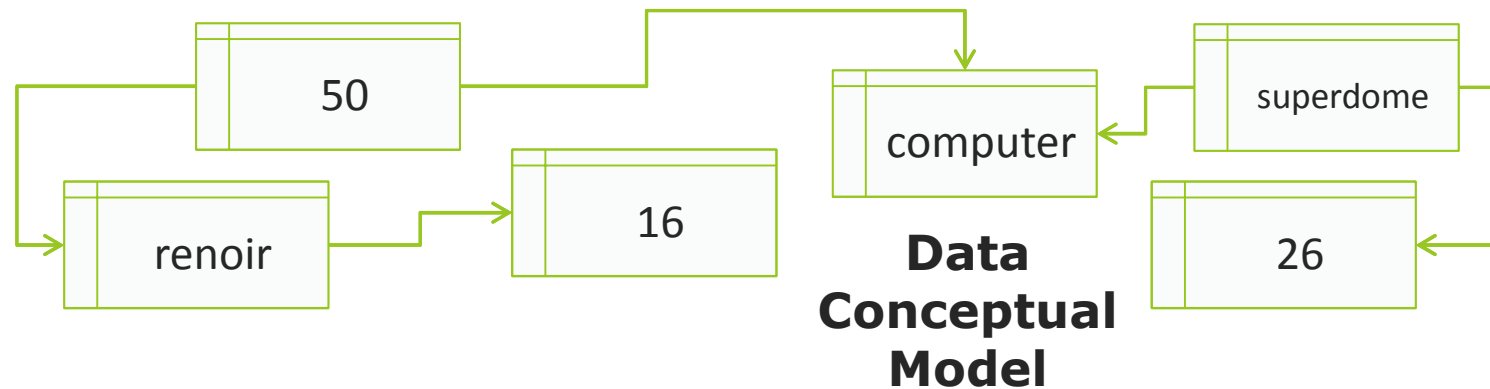 50
computer
superdome
renoir
16
26
Data
Conceptual
Model